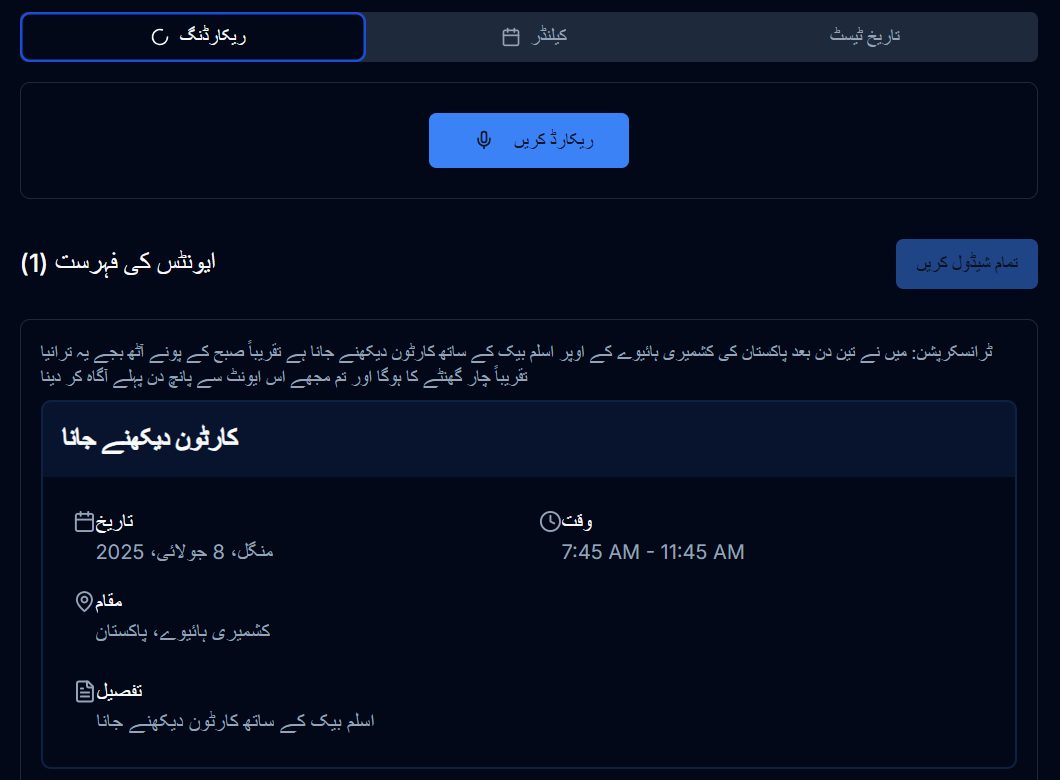 ریکارڈنگ
کیلنڈر
تاریخ ٹیسٹ
ریکارڈ کریں
ایونٹس کی فہرست (1)
تمام شیڈول کریں
ٹرانسکرپشن: میں نے تین دن بعد پاکستان کی کشمیری ہائیوے کے اوپر اسلم بیک کے ساتھ کارٹون دیکھنے جانا ہے تقریباً صبح کے پونے آٹھ بجے یہ ترانیا
تقریباً چار گھنٹے کا ہوگا اور تم مجھے اس ایونٹ سے پانچ دن پہلے آگاہ کر دینا
کارٹون دیکھنے جانا
تاریخ
منگل، 8 جولائی، 2025
وقت
7:45 AM - 11:45 AM
مقام
کشمیری ہائیوے، پاکستان
تفصیل
اسلم بیک کے ساتھ کارٹون دیکھنے جانا